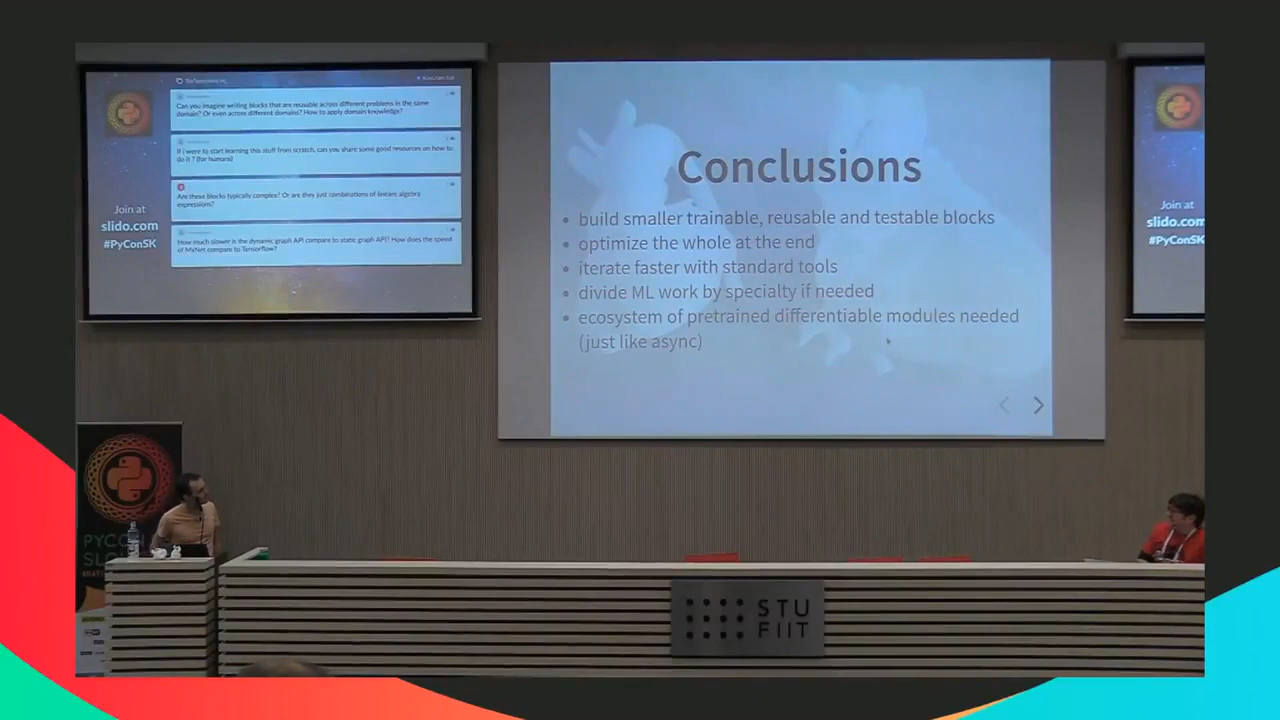 Can you imagine writing blocks that are reusable across different problems in the same
domain? Or even across different domains? How to apply domain knowledge?
If i were to start learning this stuff from scratch, can you share some good resources on how to
do it ? (for humans)
Are these blocks typically complex? Or are they just combinations of linears algebra
expressions?
How much slower is the dynamic graph API compare to static graph API? How does the speed
of MxNet compare to Tensorflow?
Join at
slido.com
#PyConSK
Conclusions
• build smaller trainable, reusable and testable blocks
• optimize the whole at the end
• iterate faster with standard tools
• divide ML work by specialty if needed
• ecosystem of pretrained differentiable modules needed
(just like async)
Join at
slido.com
#PyConSK
PYCON
STU
FIIT